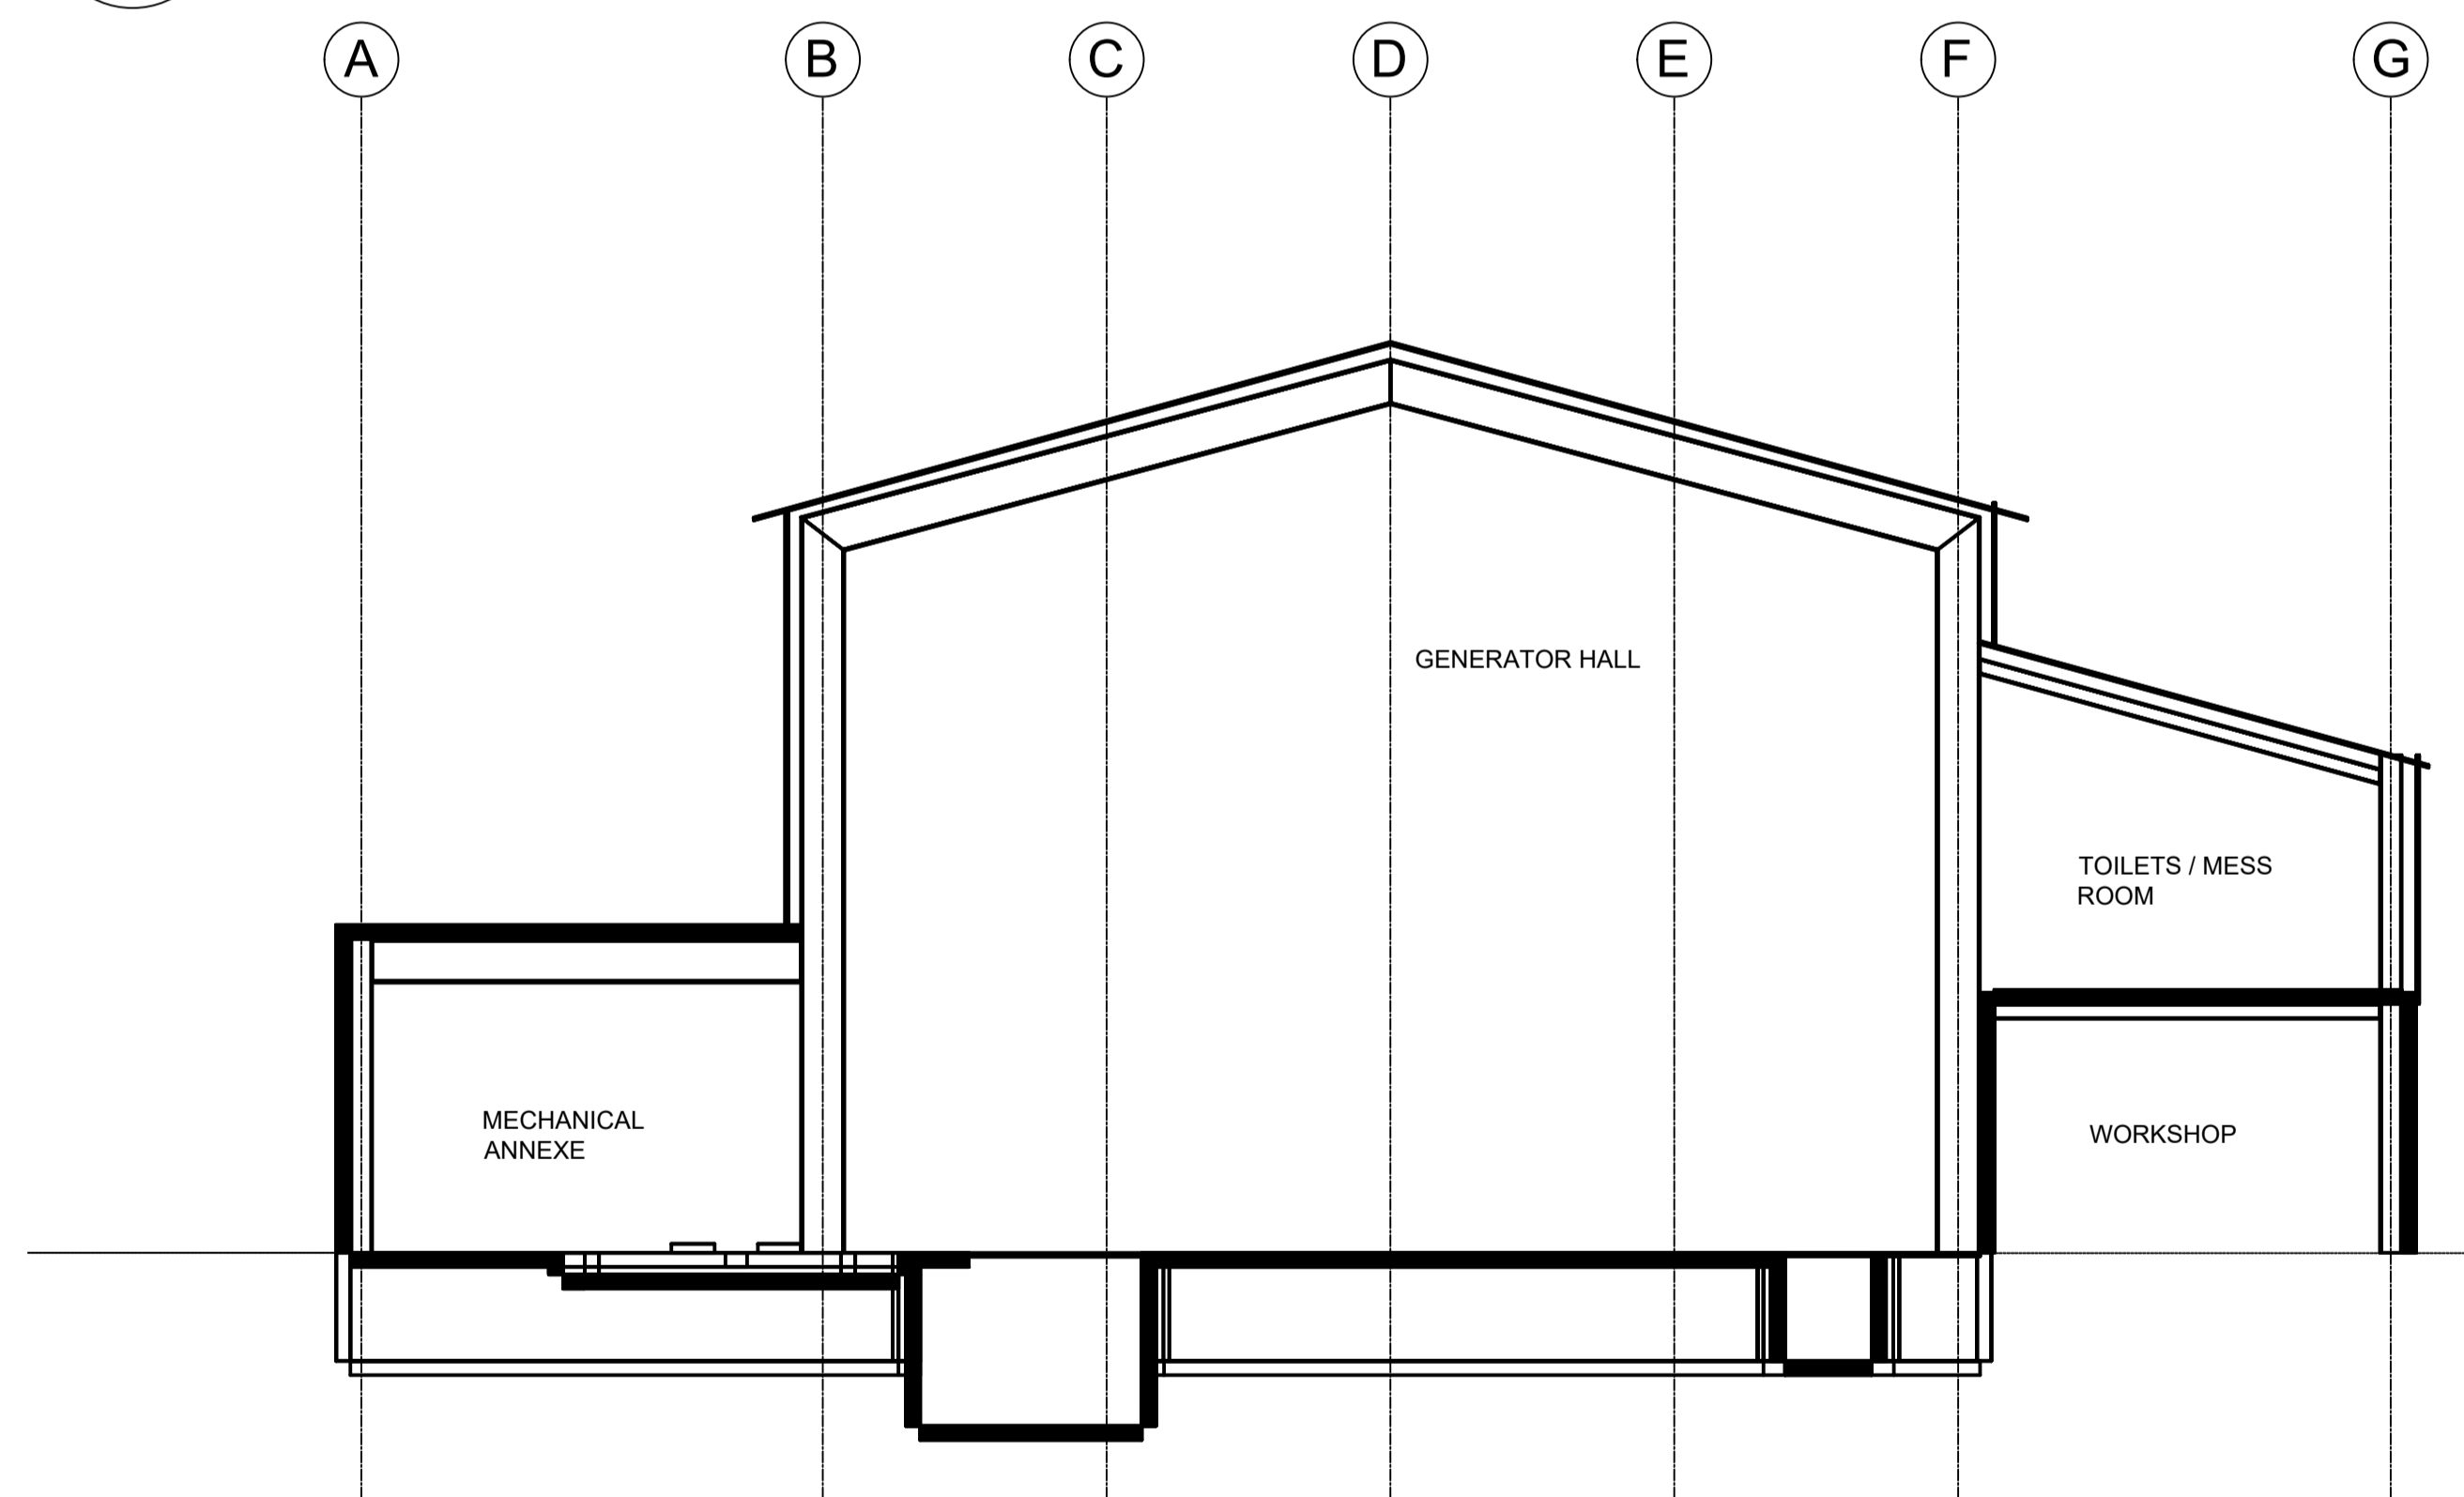 A
B
C
D
E
F
G
GENERATOR HALL
TOILETS / MESS
ROOM
MECHANICAL
ANNEXE
WORKSHOP